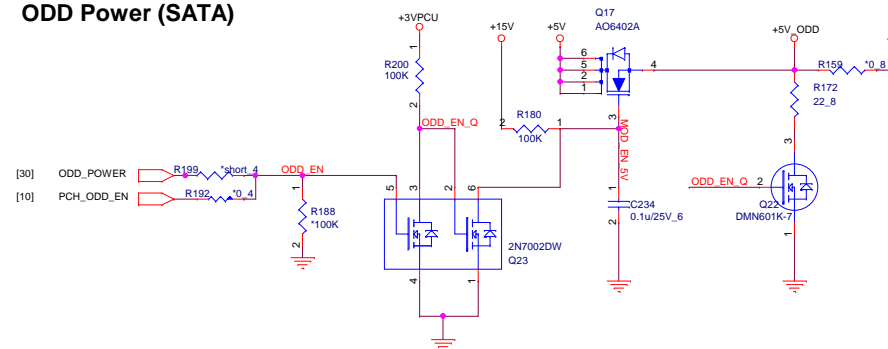 ODD Power (SATA)
+3VPCU
+15V
+5V
Q17
AO6402A
+5V_ODD
1
R200
100K
2
6
5
2
1
4
3
R159
*0_8
R172
22_8
ODD_EN_Q
2
R180
1
100K
MOD_EN_5V
3
[30]
ODD_POWER
R199
*short_4
ODD_EN
[10]
PCH_ODD_EN
R192
*0_4
1
R188
*100K
2
5
3
2
6
2N7002DW
Q23
4
1
1
C234
0.1u/25V_6
2
ODD_EN_Q
2
Q22
DMN601K-7
1